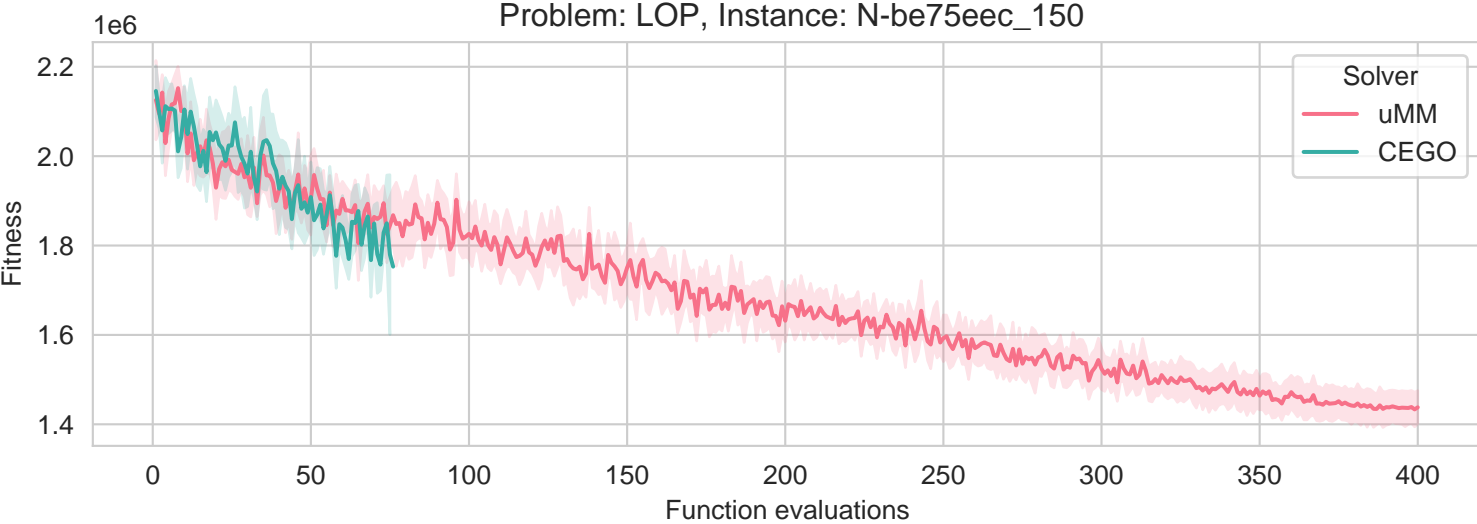 Problem: LOP, Instance: N-be75eec_150
1e6
2.2
2.0
1.8
1.6
1.4
Fitness
Solver
uMM
CEGO
0 50 100 150 200 250 300 350 400
Function evaluations